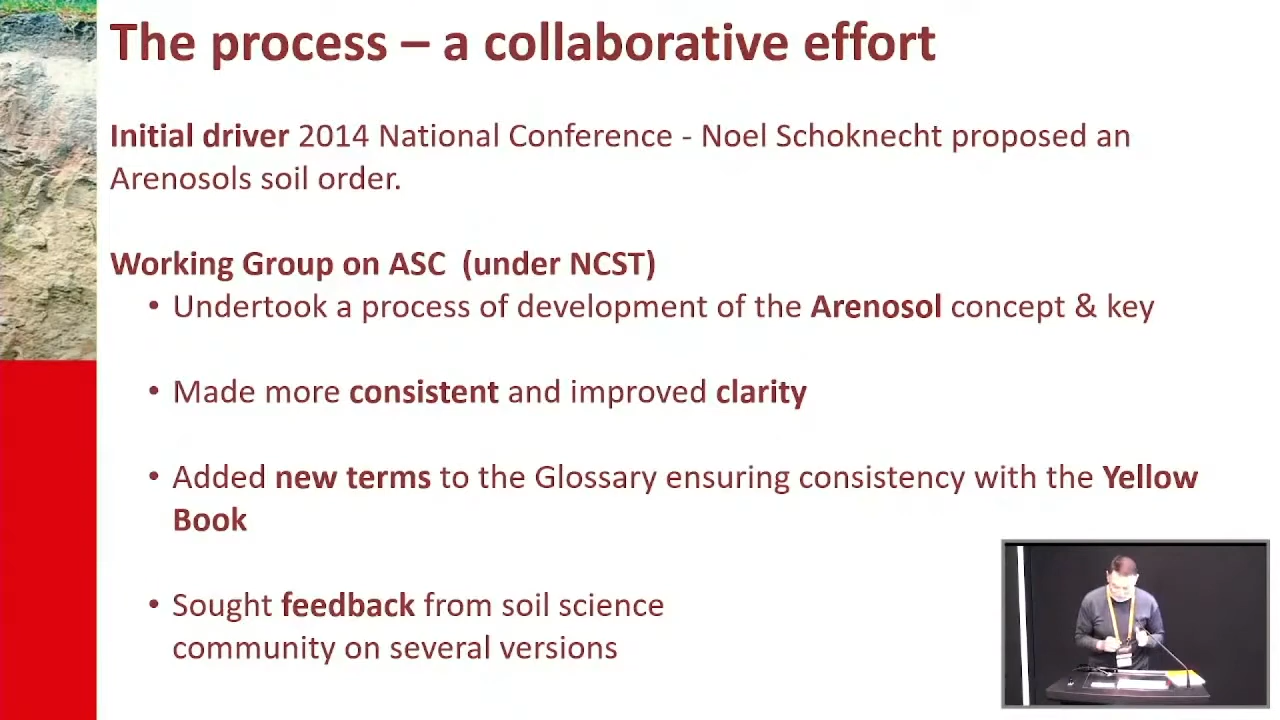 The process – a collaborative effort
Initial driver 2014 National Conference - Noel Schoknecht proposed an
Arenosols soil order.
Working Group on ASC (under NCST)
• Undertook a process of development of the Arenosol concept & key
• Made more consistent and improved clarity
• Added new terms to the Glossary ensuring consistency with the Yellow
Book
• Sought feedback from soil science
community on several versions